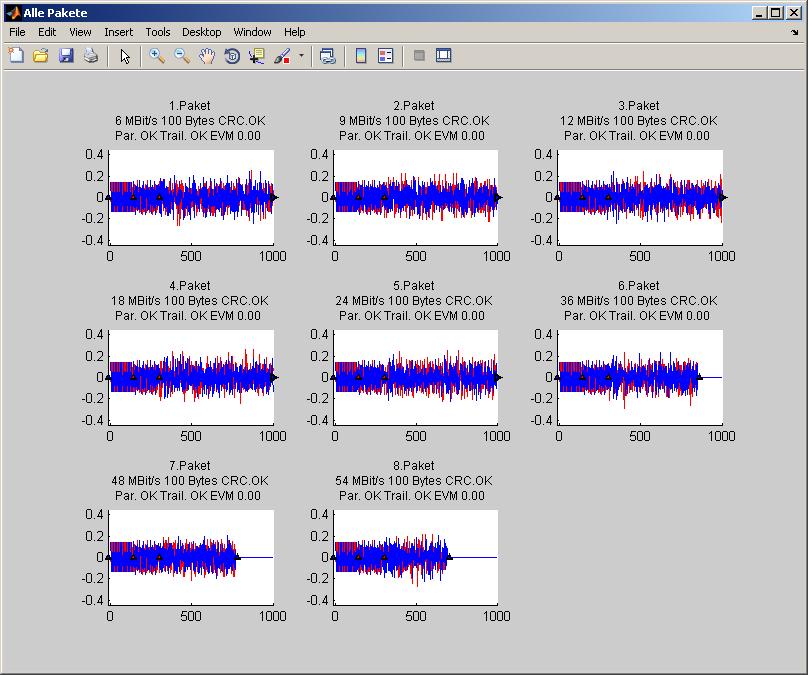 Alle Pakete
File Edit View Insert Tools Desktop Window Help
1.Paket
6 MBit/s 100 Bytes CRC.OK
Par. OK Trail. OK EVM 0.00
0.4
0.2
0
-0.2
-0.4
0 500 1000
2.Paket
9 MBit/s 100 Bytes CRC.OK
Par. OK Trail. OK EVM 0.00
0.4
0.2
0
-0.2
-0.4
0 500 1000
3.Paket
12 MBit/s 100 Bytes CRC.OK
Par. OK Trail. OK EVM 0.00
0.4
0.2
0
-0.2
-0.4
0 500 1000
4.Paket
18 MBit/s 100 Bytes CRC.OK
Par. OK Trail. OK EVM 0.00
0.4
0.2
0
-0.2
-0.4
0 500 1000
5.Paket
24 MBit/s 100 Bytes CRC.OK
Par. OK Trail. OK EVM 0.00
0.4
0.2
0
-0.2
-0.4
0 500 1000
6.Paket
36 MBit/s 100 Bytes CRC.OK
Par. OK Trail. OK EVM 0.00
0.4
0.2
0
-0.2
-0.4
0 500 1000
7.Paket
48 MBit/s 100 Bytes CRC.OK
Par. OK Trail. OK EVM 0.00
0.4
0.2
0
-0.2
-0.4
0 500 1000
8.Paket
54 MBit/s 100 Bytes CRC.OK
Par. OK Trail. OK EVM 0.00
0.4
0.2
0
-0.2
-0.4
0 500 1000